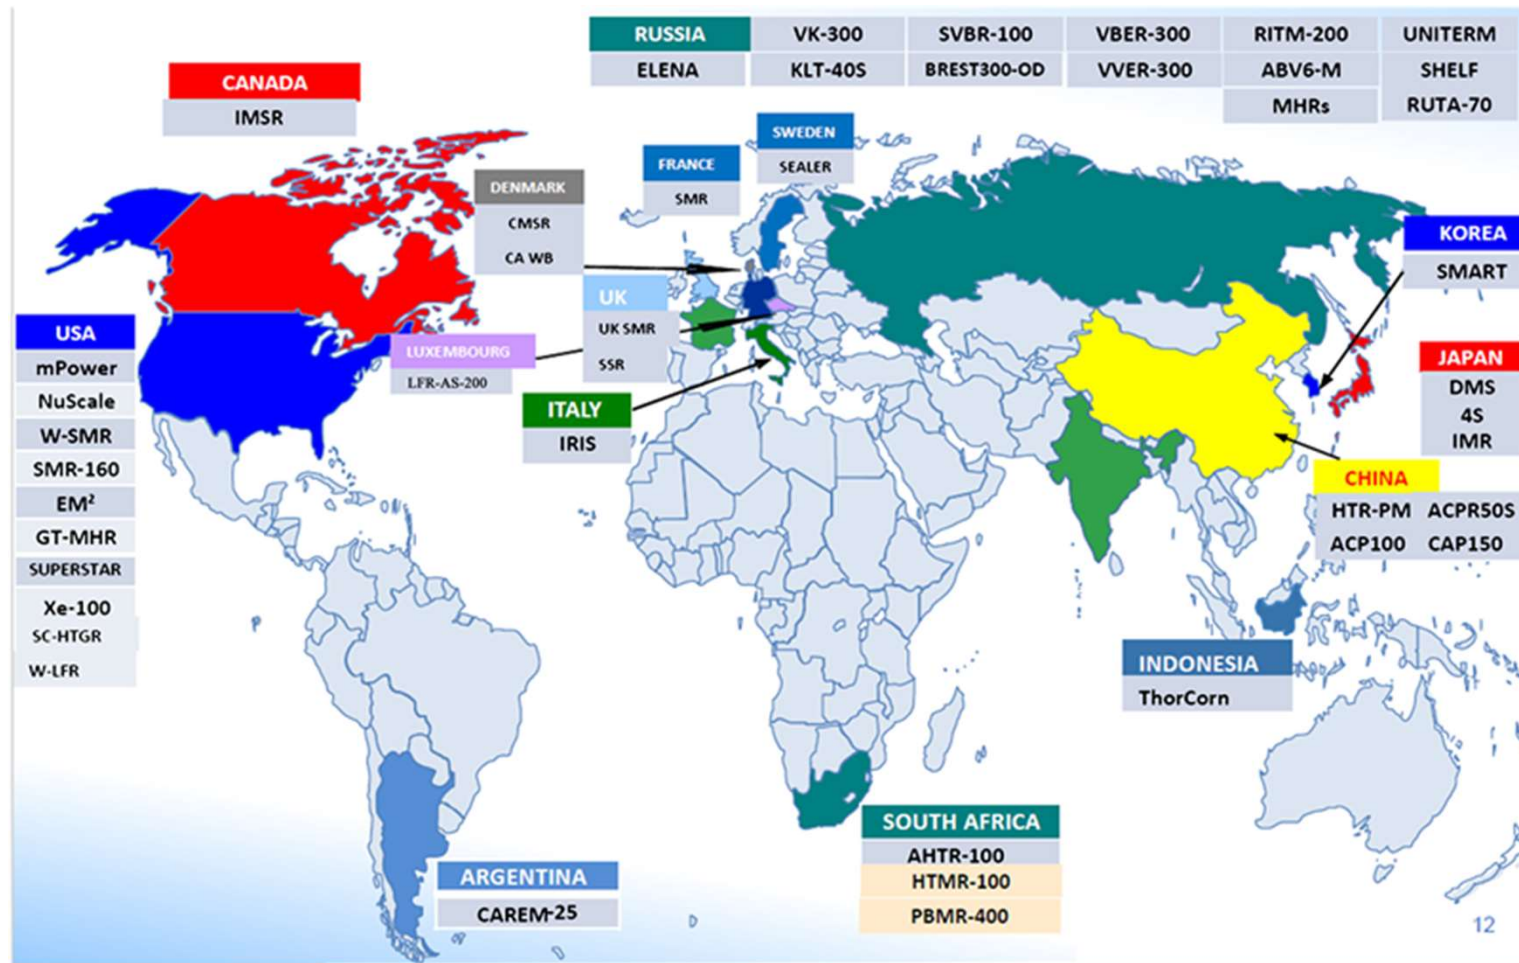 RUSSIA VK-300 SVBR-100 VBER-300 RITM-200 UNITERM
ELENA KLT-40S BREST300-OD VVER-300 ABV6-M SHELF
MHRs RUTA-70
CANADA
IMSR
SWEDEN
SEALER
FRANCE
SMR
DENMARK
CMSR
CA WB
KOREA
SMART
UK
UK SMR
SSR
USA
mPower
NuScale
W-SMR
SMR-160
EM²
GT-MHR
SUPERSTAR
Xe-100
SC-HTGR
W-LFR
LUXEMBOURG
LFR-AS-200
ITALY
IRIS
JAPAN
DMS
4S
IMR
CHINA
HTR-PM ACPR50S
ACP100 CAP150
INDONESIA
ThorCorn
SOUTH AFRICA
AHTR-100
HTMR-100
PBMR-400
ARGENTINA
CAREM-25
12